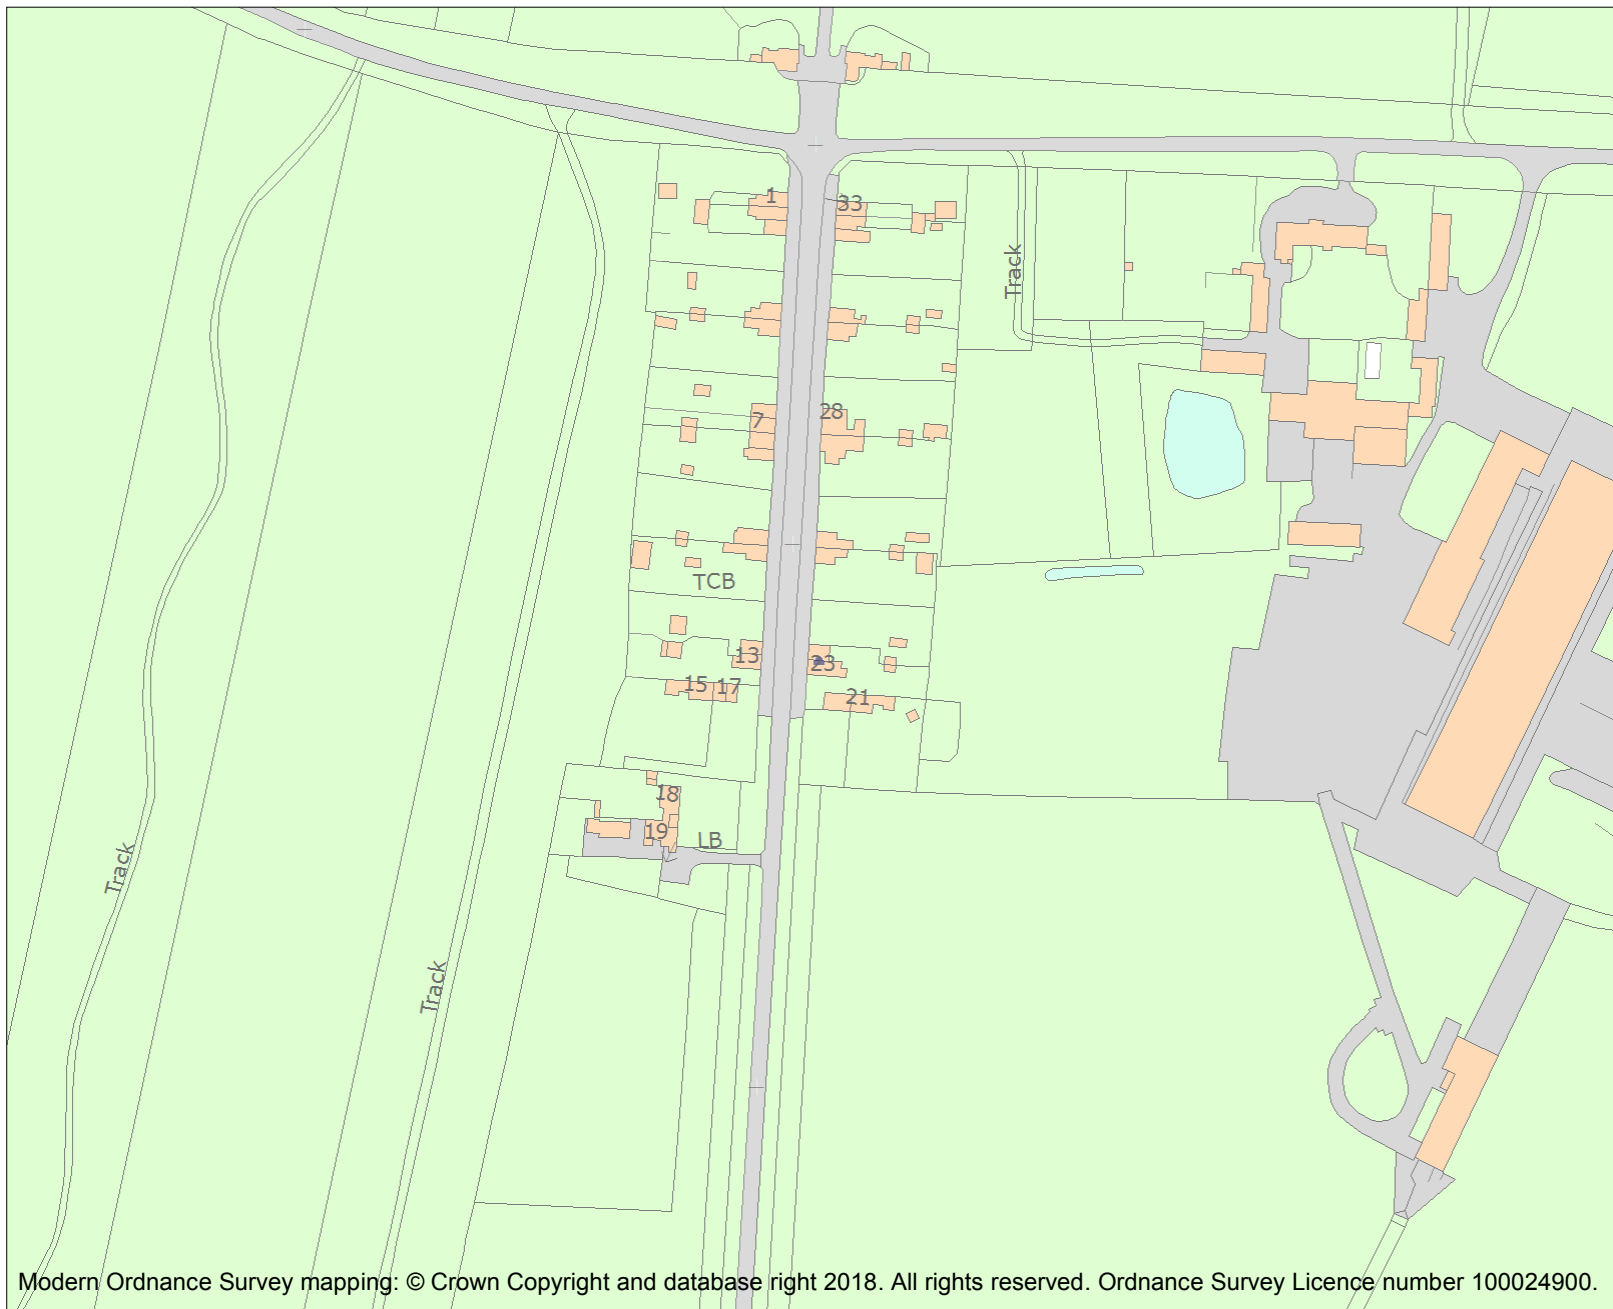 1
33
Track
7
28
TCB
13
23
15
17
21
18
19
LB
Track
Track
Modern Ordnance Survey mapping: © Crown Copyright and database right 2018. All rights reserved. Ordnance Survey Licence number 100024900.